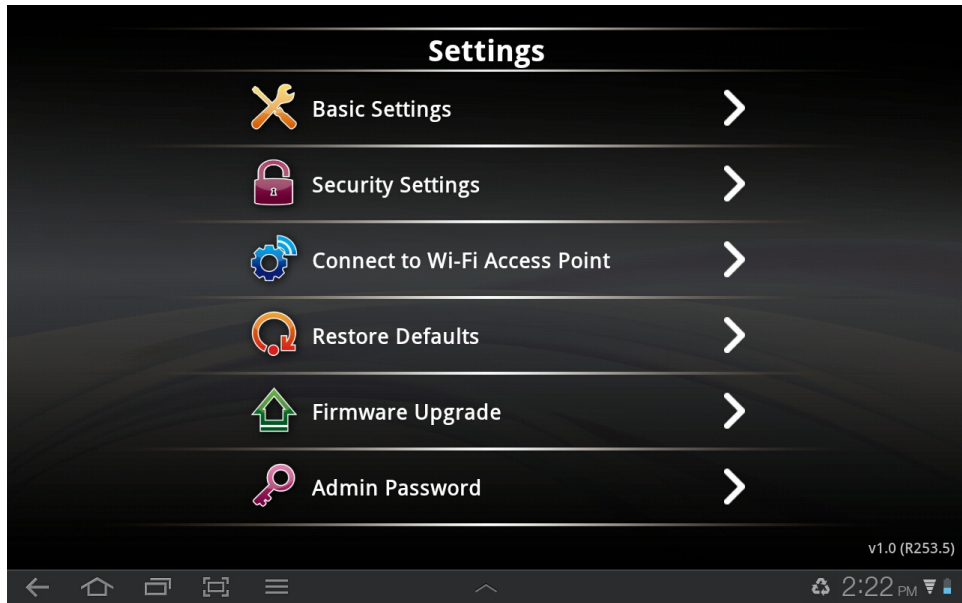 Settings
Basic Settings
Security Settings
Connect to Wi-Fi Access Point
Restore Defaults
Firmware Upgrade
Admin Password
v1.0 (R253.5)
2:22 PM